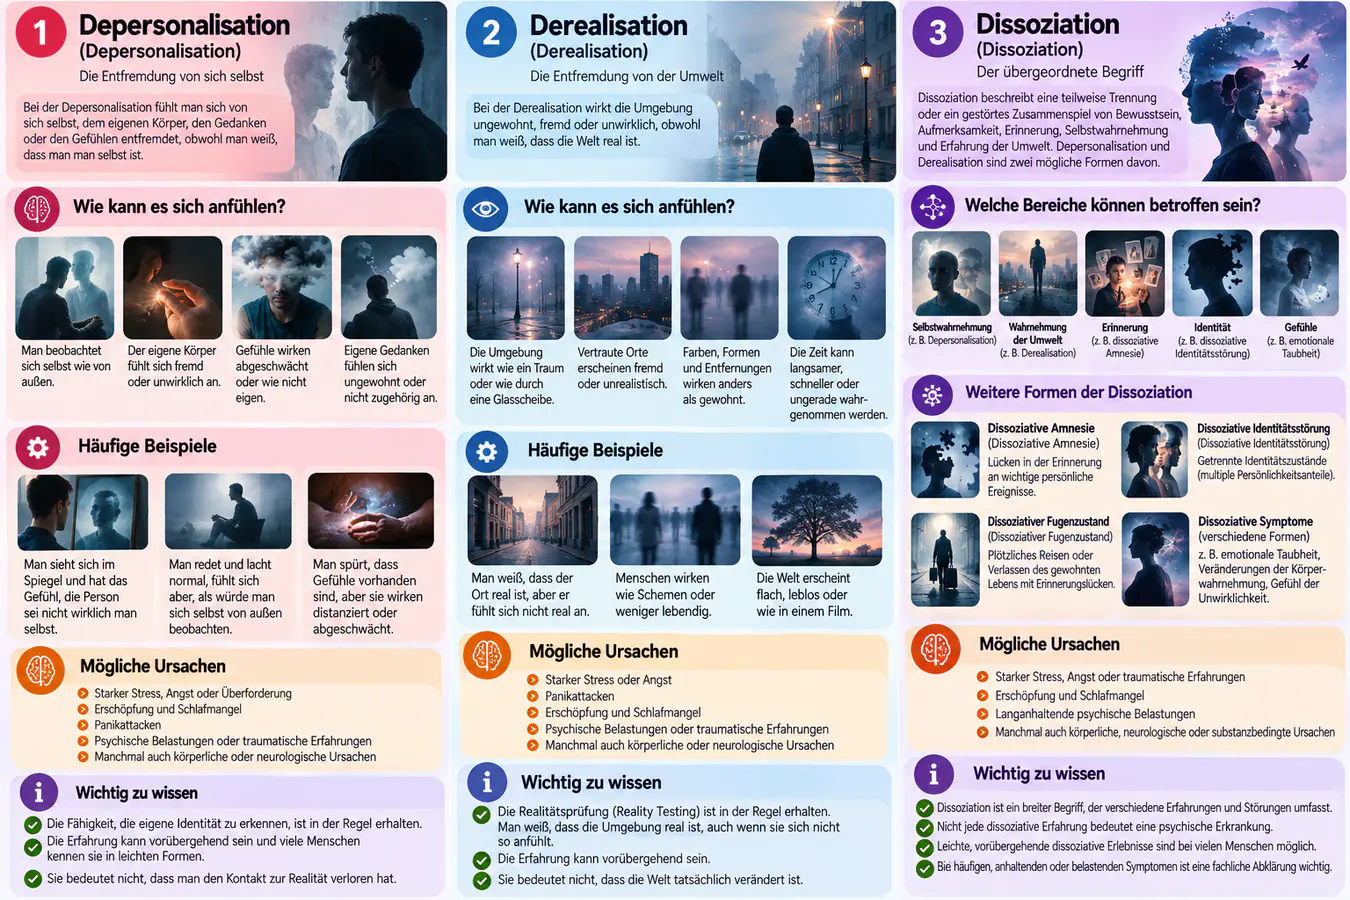 1
Depersonalisation
(Depersonalisation)
Die Entfremdung von sich selbst
Bei der Depersonalisation fühlt man sich von
sich selbst, dem eigenen Körper, den Gedanken
oder den Gefühlen entfremdet, obwohl man weiß,
dass man man selbst ist.
Wie kann es sich anfühlen?
Man beobachtet
sich selbst wie von
außen.
Der eigene Körper
fühlt sich fremd
oder unwirklich an.
Gefühle wirken
abgeschwächt
oder wie nicht
eigen.
Eigene Gedanken
fühlen sich
ungewohnt oder
nicht zugehörig an.
Häufige Beispiele
Man sieht sich im
Spiegel und hat das
Gefühl, die Person
sei nicht wirklich man
selbst.
Man redet und lacht
normal, fühlt sich
aber, als würde man
sich selbst von außen
beobachten.
Man spürt, dass
Gefühle vorhanden
sind, aber sie wirken
distanziert oder
abgeschwächt.
Mögliche Ursachen
Starker Stress, Angst oder Überforderung
Erschöpfung und Schlafmangel
Panikattacken
Psychische Belastungen oder traumatische Erfahrungen
Manchmal auch körperliche oder neurologische Ursachen
Wichtig zu wissen
Die Fähigkeit, die eigene Identität zu erkennen, ist in der Regel erhalten.
Die Erfahrung kann vorübergehend sein und viele Menschen
kennen sie in leichten Formen.
Sie bedeutet nicht, dass man den Kontakt zur Realität verloren hat.
2
Derealisation
(Derealisation)
Die Entfremdung von der Umwelt
Bei der Derealisation wirkt die Umgebung
ungewohnt, fremd oder unwirklich, obwohl
man weiß, dass die Welt real ist.
Wie kann es sich anfühlen?
Die Umgebung
wirkt wie ein Traum
oder wie durch
eine Glasscheibe.
Vertraute Orte
erscheinen fremd
oder unrealistisch.
Farben, Formen
und Entfernungen
wirken anders
als gewohnt.
Die Zeit kann
langsamer,
schneller oder
ungerade wahr-
genommen werden.
Häufige Beispiele
Man weiß, dass der
Ort real ist, aber er
fühlt sich nicht real an.
Menschen wirken
wie Schemen oder
weniger lebendig.
Die Welt erscheint
flach, leblos oder
wie in einem Film.
Mögliche Ursachen
Starker Stress oder Angst
Panikattacken
Erschöpfung und Schlafmangel
Psychische Belastungen oder traumatische Erfahrungen
Manchmal auch körperliche oder neurologische Ursachen
Wichtig zu wissen
Die Realitätsprüfung (Reality Testing) ist in der Regel erhalten.
Man weiß, dass die Umgebung real ist, auch wenn sie sich nicht
so anfühlt.
Die Erfahrung kann vorübergehend sein.
Sie bedeutet nicht, dass die Welt tatsächlich verändert ist.
3
Dissoziation
(Dissoziation)
Der übergeordnete Begriff
Dissoziation beschreibt eine teilweise Trennung
oder ein gestörtes Zusammenspiel von Bewusstsein,
Aufmerksamkeit, Erinnerung, Selbstwahrnehmung
und Erfahrung der Umwelt. Depersonalisation und
Derealisation sind zwei mögliche Formen davon.
Welche Bereiche können betroffen sein?
Selbstwahrnehmung
(z. B. Depersonalisation)
Wahrnehmung
der Umwelt
(z. B. Derealisation)
Erinnerung
(z. B. dissoziative
Amnesie)
Identität
(z. B. dissoziative
Identitätsstörung)
Gefühle
(z. B. emotionale
Taubheit)
Weitere Formen der Dissoziation
Dissoziative Amnesie
(Dissoziative Amnesie)
Lücken in der Erinnerung
an wichtige persönliche
Ereignisse.
Dissoziative Identitätsstörung
(Dissoziative Identitätsstörung)
Getrennte Identitätszustände
(multiple Persönlichkeitsanteile).
Dissoziativer Fugenzustand
(Dissoziativer Fugenzustand)
Plötzliches Reisen oder
Verlassen des gewohnten
Lebens mit Erinnerungslücken.
Dissoziative Symptome
(verschiedene Formen)
z. B. emotionale Taubheit,
Veränderungen der Körper-
wahrnehmung, Gefühl der
Unwirklichkeit.
Mögliche Ursachen
Starker Stress, Angst oder traumatische Erfahrungen
Erschöpfung und Schlafmangel
Langanhaltende psychische Belastungen
Manchmal auch körperliche, neurologische oder substanzbedingte Ursachen
Wichtig zu wissen
Dissoziation ist ein breiter Begriff, der verschiedene Erfahrungen und Störungen umfasst.
Nicht jede dissoziative Erfahrung bedeutet eine psychische Erkrankung.
Leichte, vorübergehende dissoziative Erlebnisse sind bei vielen Menschen möglich.
Bie häufigen, anhaltenden oder belastenden Symptomen ist eine fachliche Abklärung wichtig.